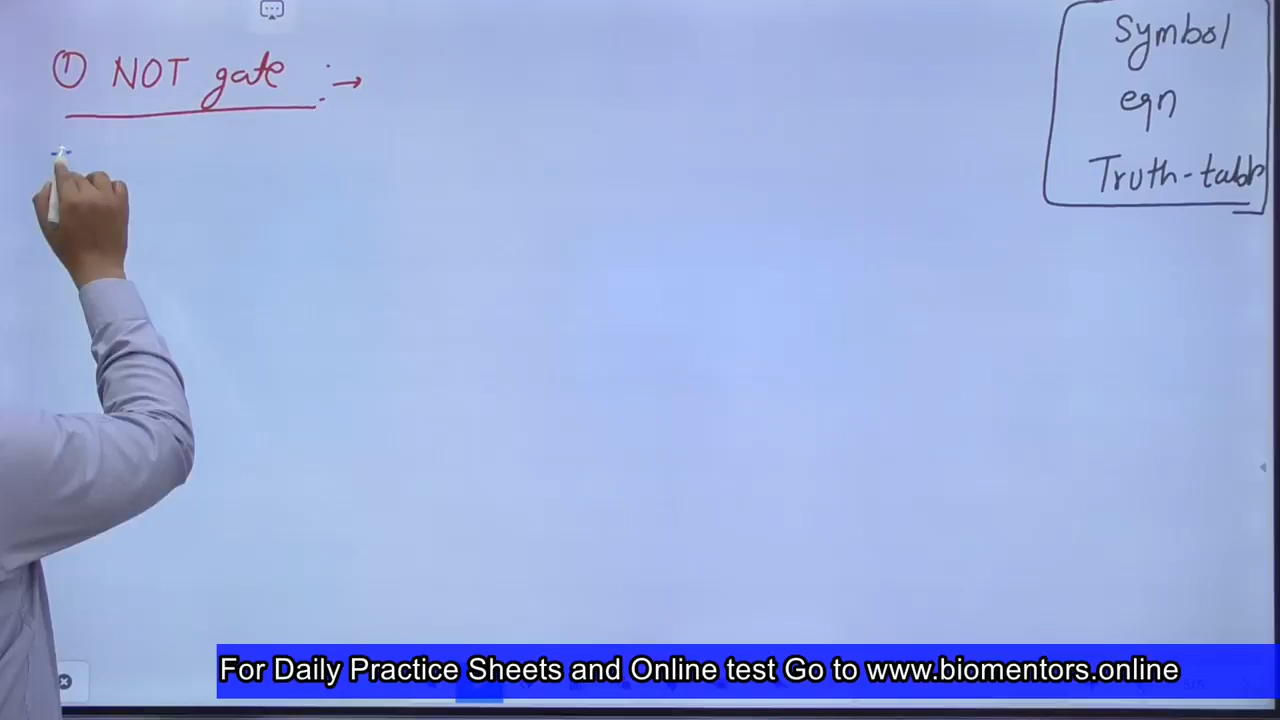 ① NOT gate : →
Symbol
eqn
Truth-table
For Daily Practice Sheets and Online test Go to www.biomentors.online